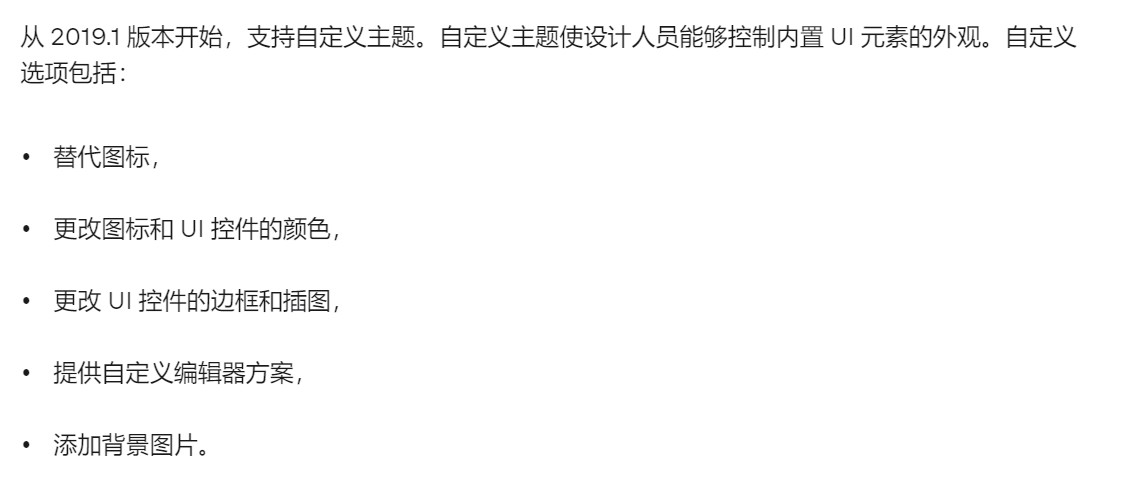 从 2019.1 版本开始，支持自定义主题。自定义主题使设计人员能够控制内置 UI 元素的外观。自定义
选项包括：
• 替代图标，
• 更改图标和 UI 控件的颜色，
• 更改 UI 控件的边框和插图，
• 提供自定义编辑器方案，
• 添加背景图片。